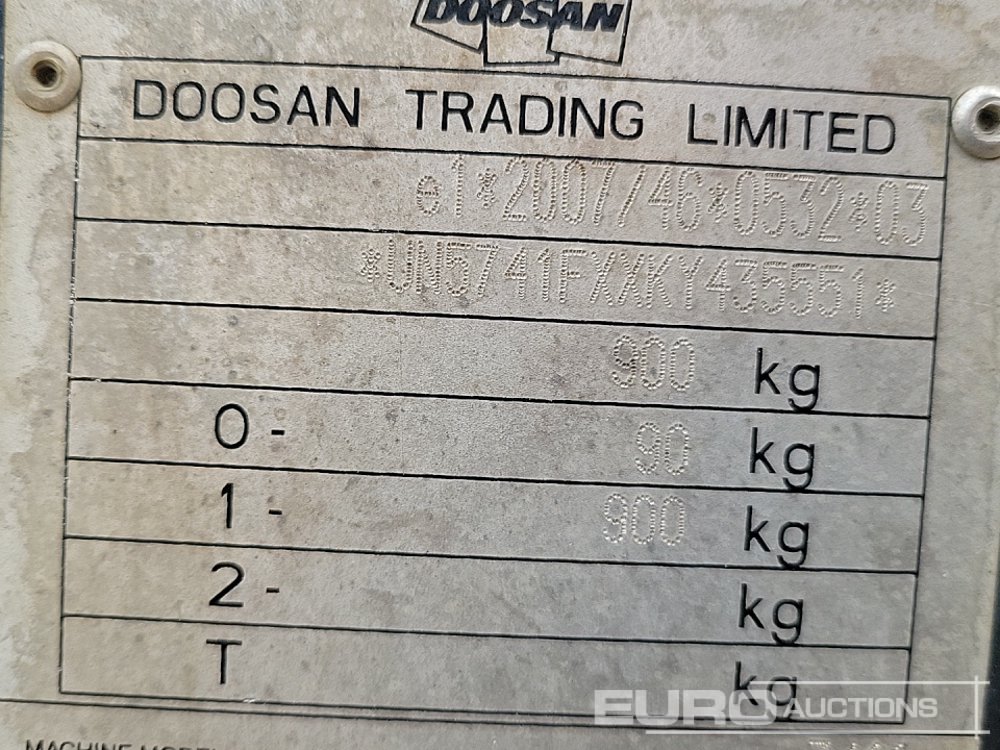 DOOSAN
DOOSAN TRADING LIMITED
e1*2007/46*0532*03
*UN5741FXXKY435551*
900 kg
0- 90 kg
1- 900 kg
2- kg
T kg
EURO AUCTIONS